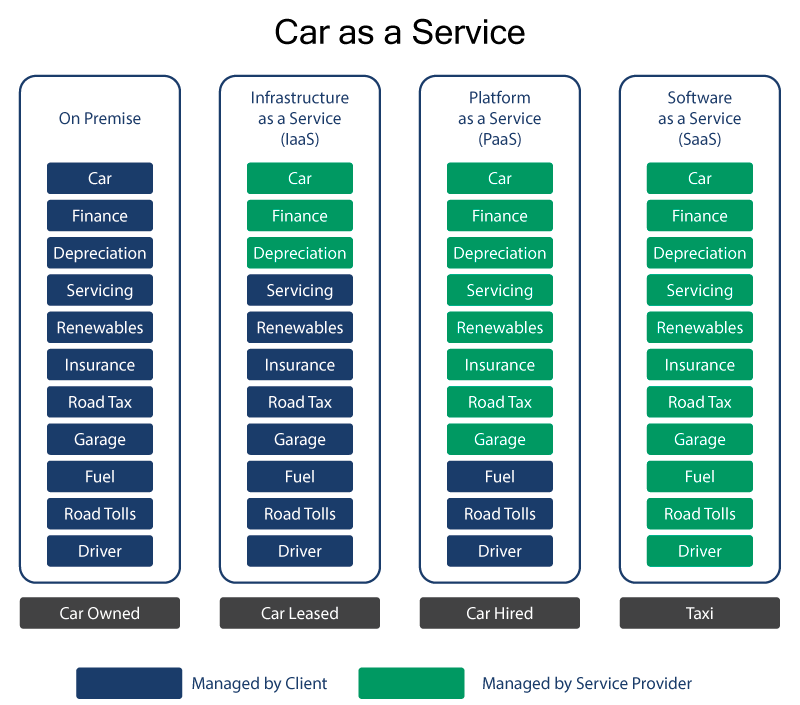 Car as a Service
On Premise
Car
Finance
Depreciation
Servicing
Renewables
Insurance
Road Tax
Garage
Fuel
Road Tolls
Driver
Car Owned
Infrastructure
as a Service
(IaaS)
Car
Finance
Depreciation
Servicing
Renewables
Insurance
Road Tax
Garage
Fuel
Road Tolls
Driver
Car Leased
Platform
as a Service
(PaaS)
Car
Finance
Depreciation
Servicing
Renewables
Insurance
Road Tax
Garage
Fuel
Road Tolls
Driver
Car Hired
Software
as a Service
(SaaS)
Car
Finance
Depreciation
Servicing
Renewables
Insurance
Road Tax
Garage
Fuel
Road Tolls
Driver
Taxi
Managed by Client
Managed by Service Provider